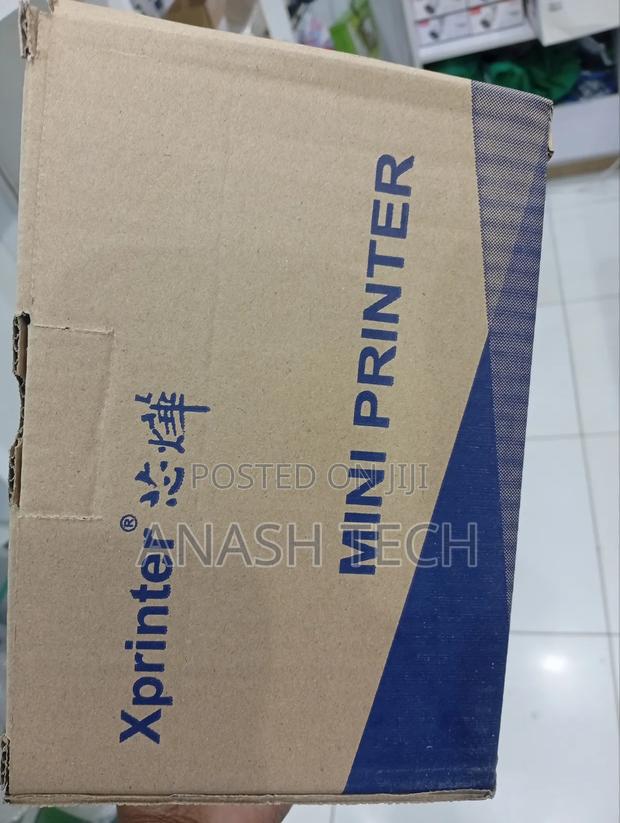 Xprinter® 芯烨
MINI PRINTER
POSTED ON JIJI
ANASH TECH